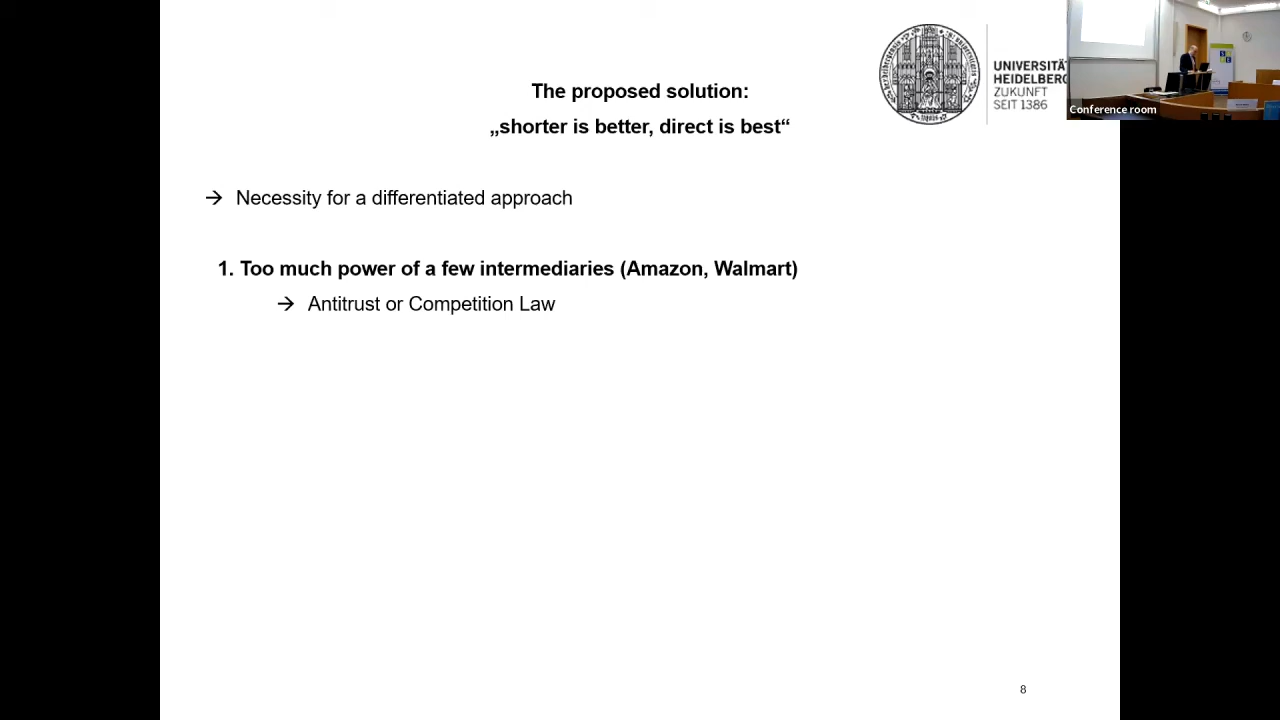 The proposed solution:
„shorter is better, direct is best“
UNIVERSITÄT
HEIDELBERG
ZUKUNFT
SEIT 1386
Conference room
→ Necessity for a differentiated approach
1. Too much power of a few intermediaries (Amazon, Walmart)
→ Antitrust or Competition Law
8